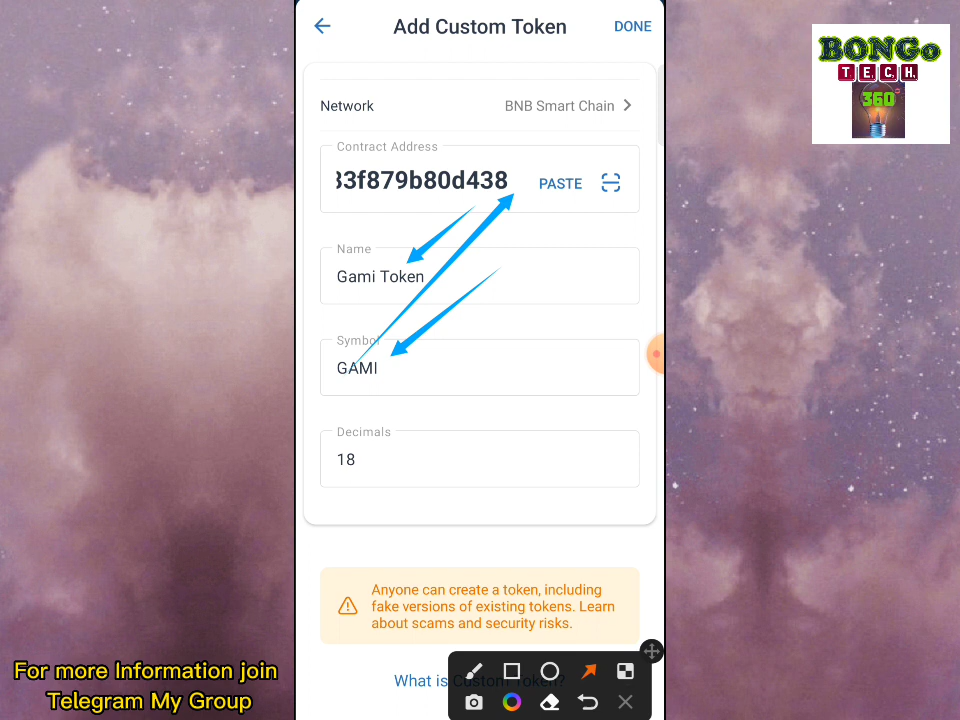 Add Custom Token
DONE
BONGo
T.E.C.H.
360°
Network
BNB Smart Chain
Contract Address
33f879b80d438
PASTE
Name
Gami Token
Symbol
GAMI
Decimals
18
Anyone can create a token, including
fake versions of existing tokens. Learn
about scams and security risks.
What is Custom Token?
For more Information join
Telegram My Group